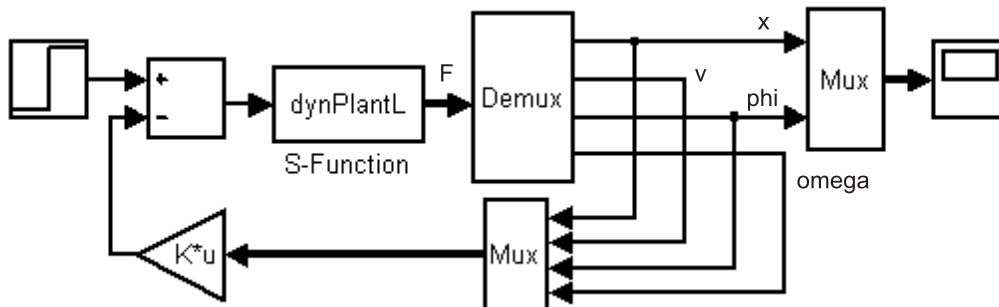 x
F
v
Mux
dynPlantL
Demux
phi
+
−
S-Function
omega
K*u
Mux